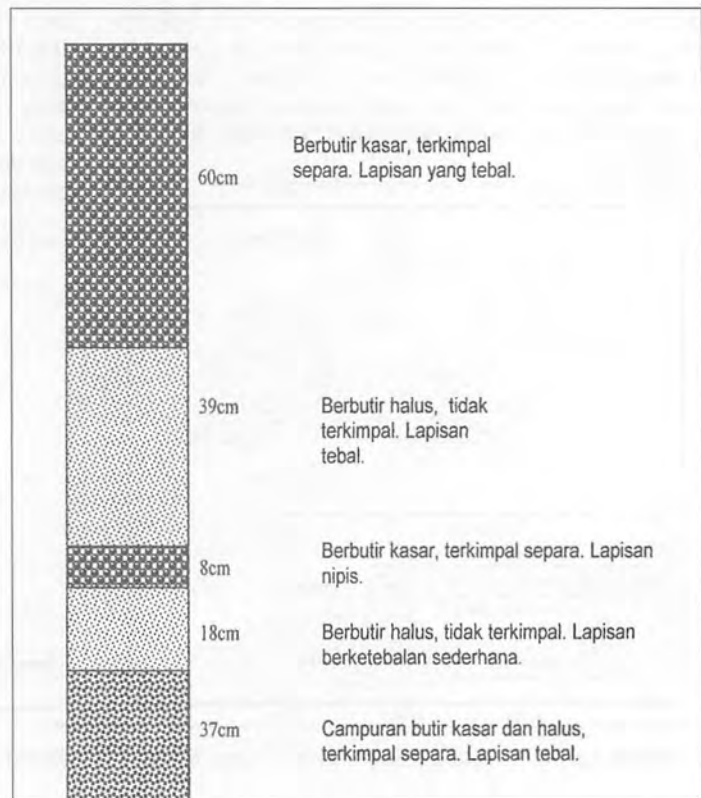 Berbutir kasar, terkimpal
separa. Lapisan yang tebal.
60cm
39cm
Berbutir halus, tidak
terkimpal. Lapisan
tebal.
8cm
Berbutir kasar, terkimpal separa. Lapisan
nipis.
18cm
Berbutir halus, tidak terkimpal. Lapisan
berketebalan sederhana.
37cm
Campuran butir kasar dan halus,
terkimpal separa. Lapisan tebal.